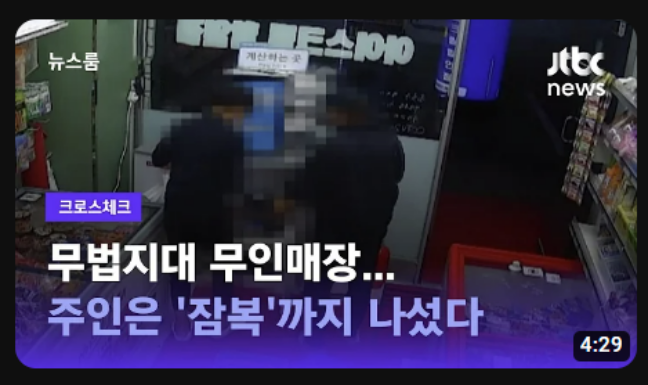 뉴스룸
계산하는 곳
jtbc
news
크로스체크
무법지대 무인매장...
주인은 '잠복'까지 나섰다
4:29